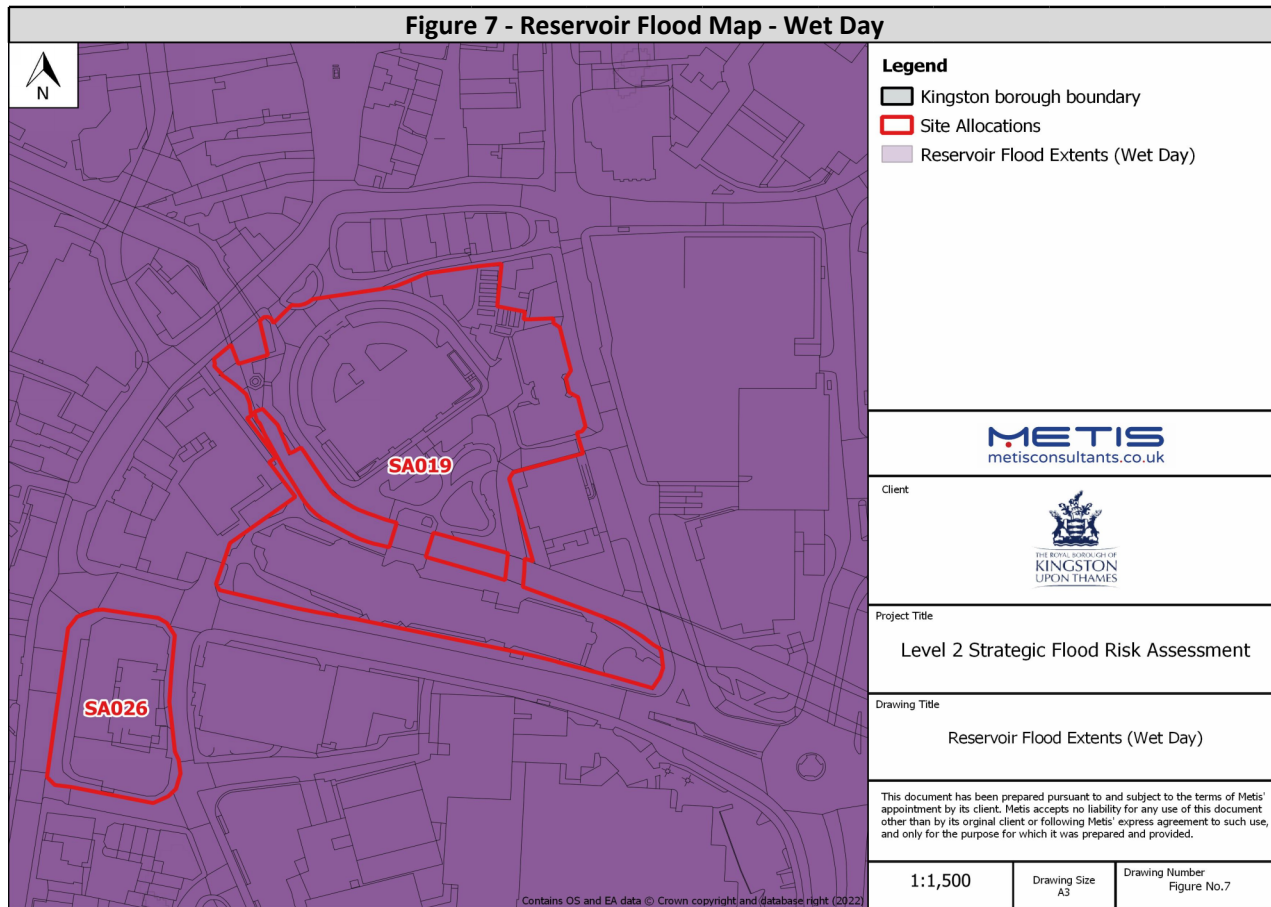 Figure 7 - Reservoir Flood Map - Wet Day
N
SA019
SA026
Contains OS and EA data © Crown copyright and database right (2022)
Legend
Kingston borough boundary
Site Allocations
Reservoir Flood Extents (Wet Day)
METIS
metisconsultants.co.uk
Client
THE ROYAL BOROUGH OF
KINGSTON
UPON THAMES
Project Title
Level 2 Strategic Flood Risk Assessment
Drawing Title
Reservoir Flood Extents (Wet Day)
This document has been prepared pursuant to and subject to the terms of Metis'
appointment by its client. Metis accepts no liability for any use of this document
other than by its orginal client or following Metis' express agreement to such use,
and only for the purpose for which it was prepared and provided.
1:1,500
Drawing Size
A3
Drawing Number
Figure No.7